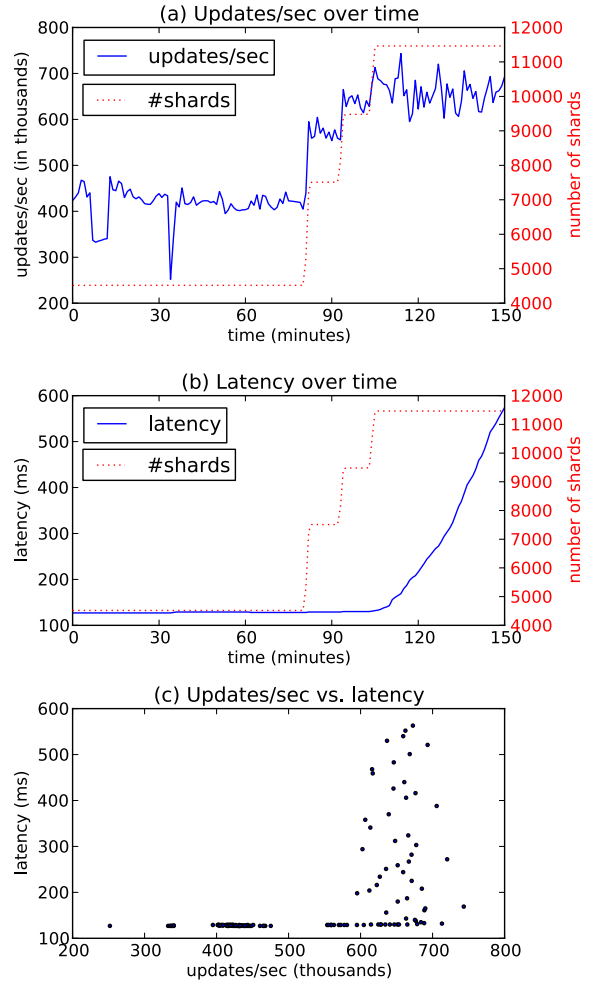 (a) Updates/sec over time
updates/sec
#shards
updates/sec (in thousands)
800
700
600
500
400
300
200
12000
11000
10000
9000
8000
7000
6000
5000
4000
number of shards
0 30 60 90 120 150
time (minutes)
(b) Latency over time
latency
#shards
latency (ms)
600
500
400
300
200
100
12000
11000
10000
9000
8000
7000
6000
5000
4000
number of shards
0 30 60 90 120 150
time (minutes)
(c) Updates/sec vs. latency
latency (ms)
600
500
400
300
200
100
200 300 400 500 600 700 800
updates/sec (thousands)